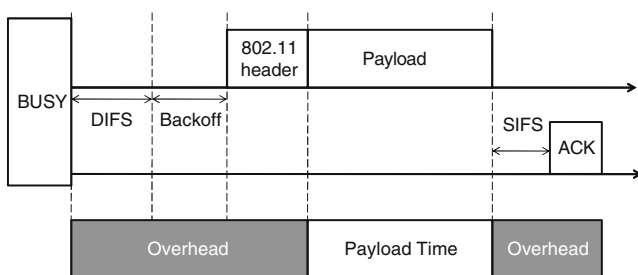 802.11
header
Payload
BUSY
DIFS
Backoff
SIFS
ACK
Overhead
Payload Time
Overhead